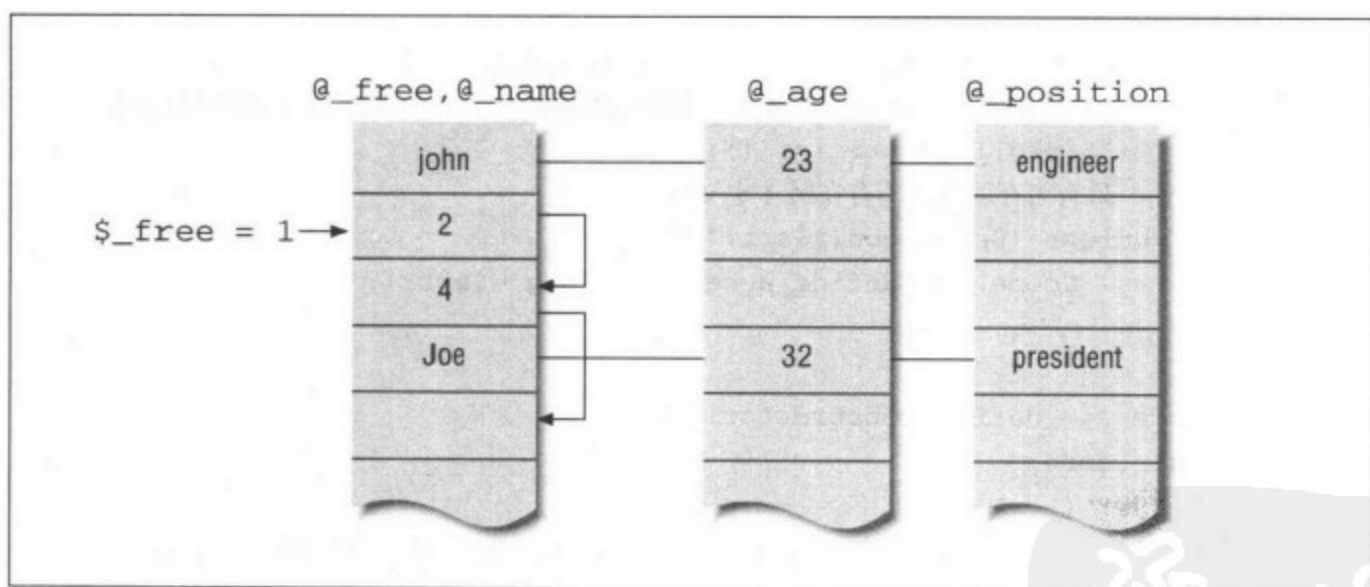 @_free,@_name @_age @_position
john 23 engineer
$_free = 1 2
4
Joe 32 president